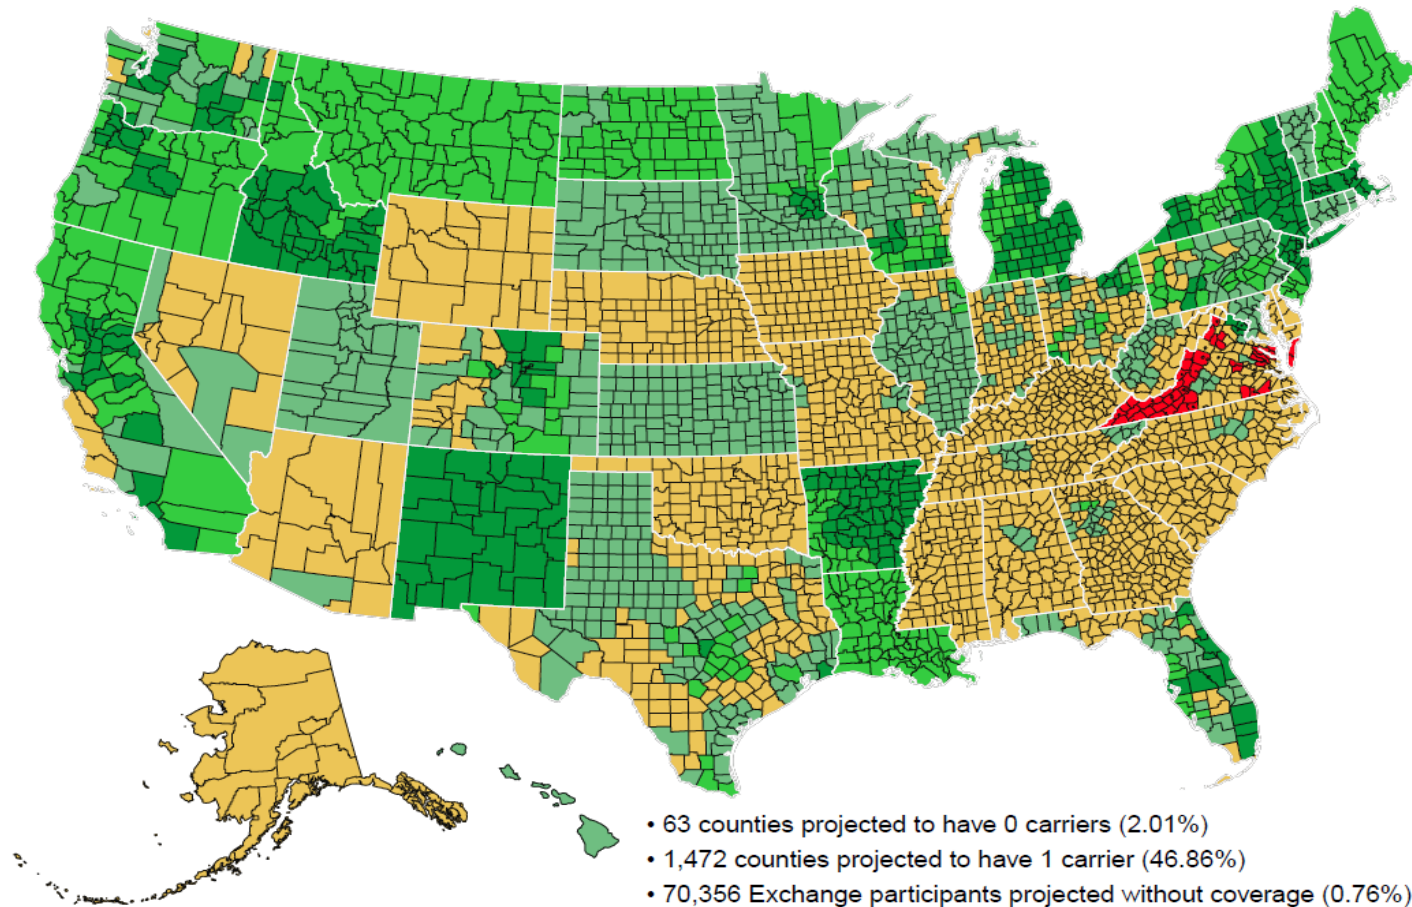 • 63 counties projected to have 0 carriers (2.01%)
• 1,472 counties projected to have 1 carrier (46.86%)
• 70,356 Exchange participants projected without coverage (0.76%)